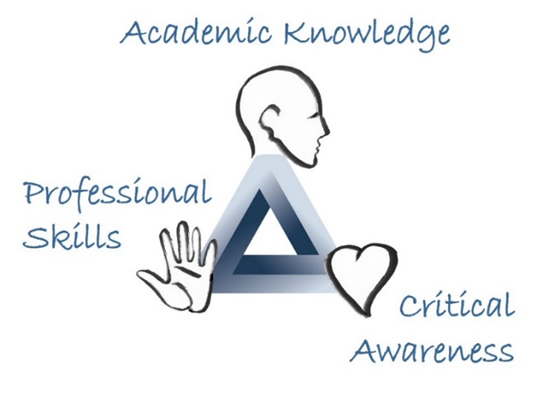 Academic Knowledge
Professional
Skills
Critical
Awareness